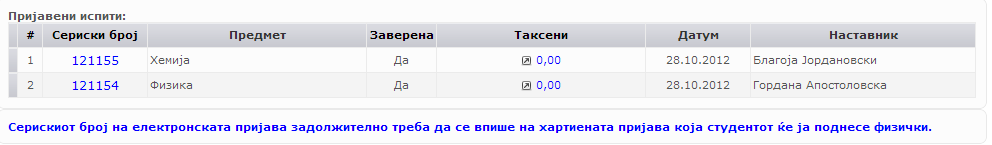 Пријавени испити:
# Сериски број Предмет Заверена Таксени Датум Наставник
1 121155 Хемија Да 0,00 28.10.2012 Благоја Јордановски
2 121154 Физика Да 0,00 28.10.2012 Гордана Апостоловска
Серискиот број на електронската пријава задолжително треба да се впише на хартиената пријава која студентот ќе ја поднесе физички.